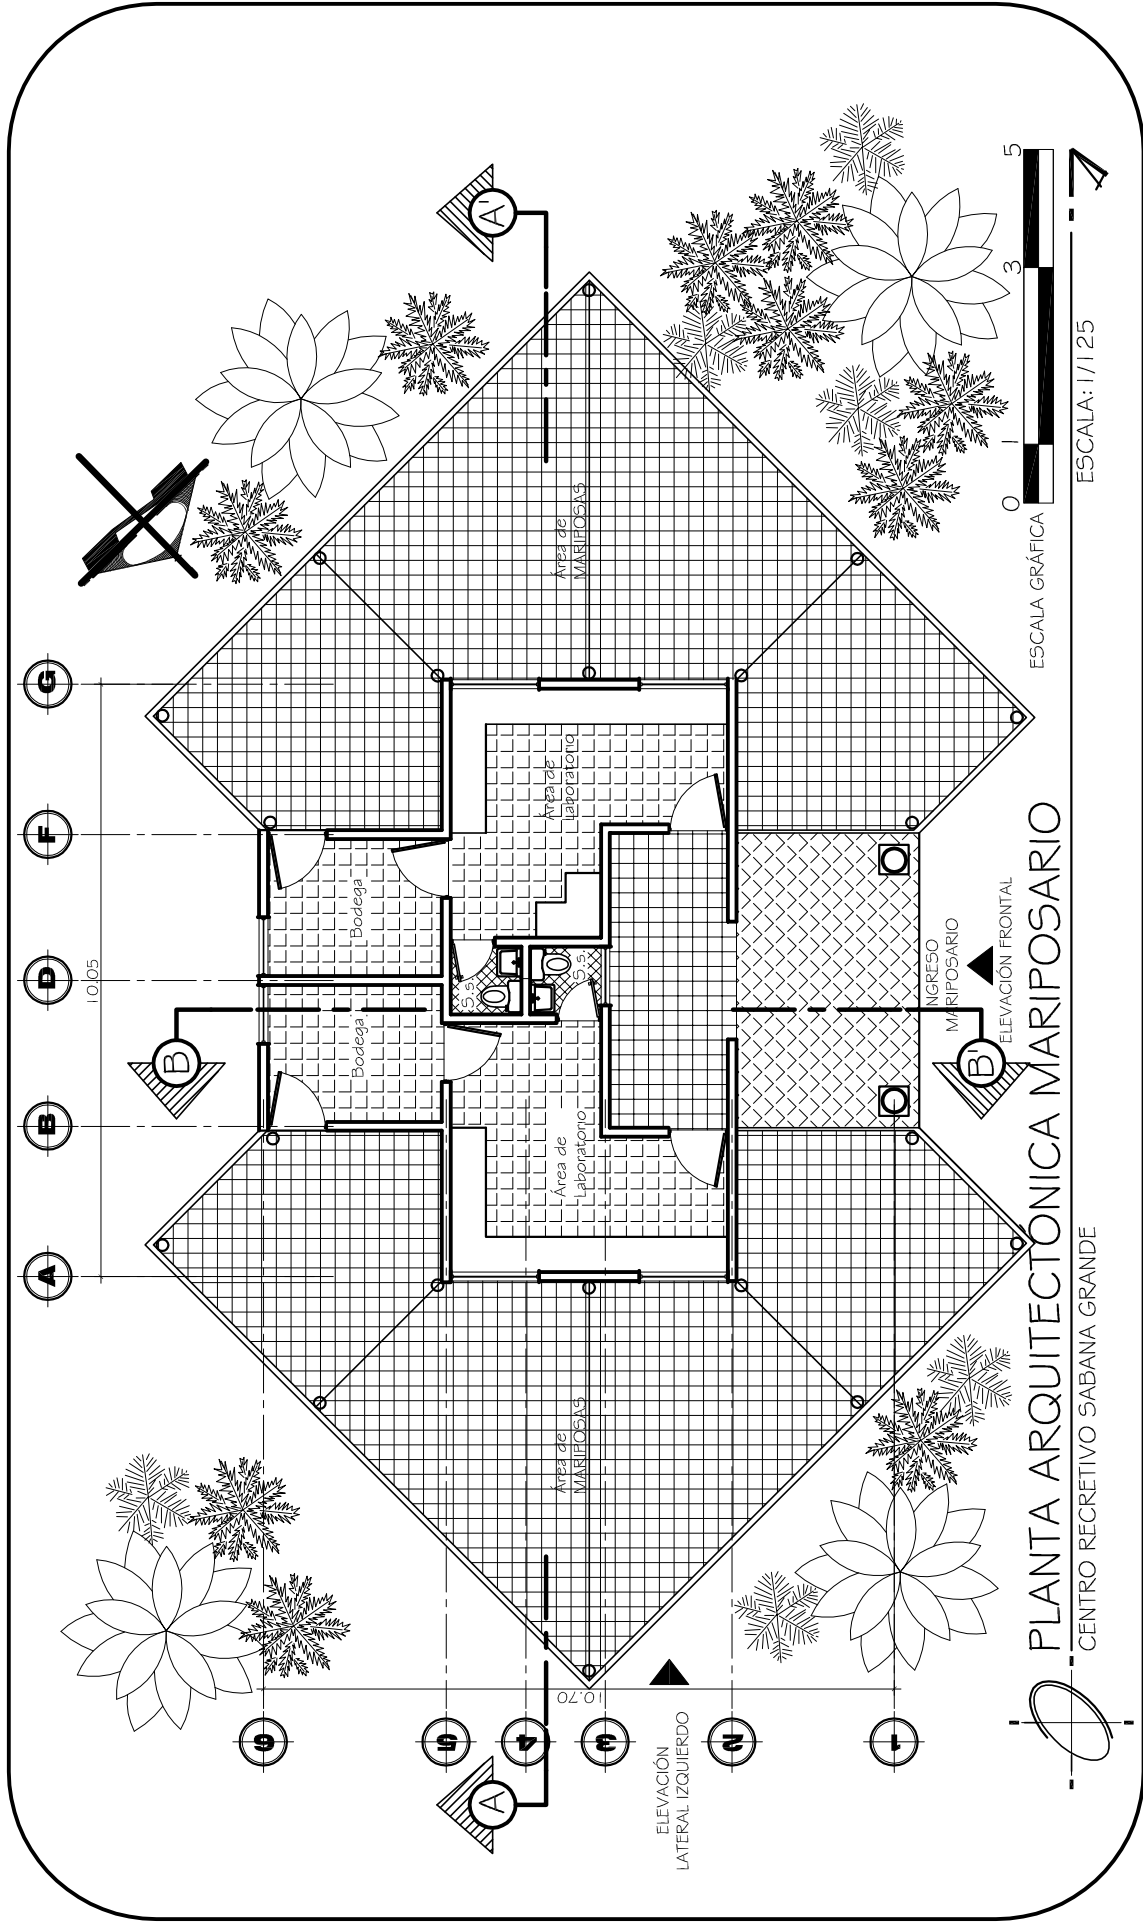 A
B
D
F
G
10.05
6
5
4
3
2
1
10.70
A
A'
B
B'
Bodega
Bodega
S.s.
S.s.
Área de
MARIPOSAS
Área de
Laboratorio
Área de
Laboratorio
Área de
MARIPOSAS
INGRESO
MARIPOSARIO
ELEVACIÓN FRONTAL
ELEVACIÓN
LATERAL IZQUIERDO
PLANTA ARQUITECTONICA MARIPOSARIO
CENTRO RECRETIVO SABANA GRANDE
ESCALA GRÁFICA
0 1 3 5
ESCALA: 1/125